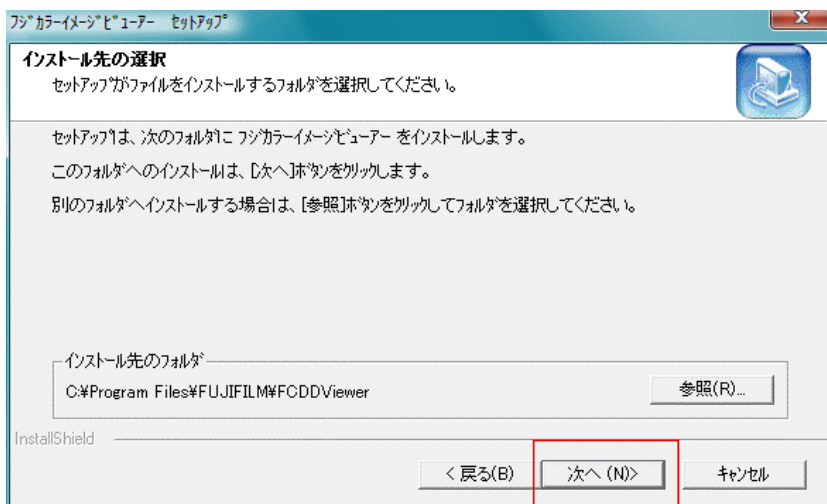 フジカラーイメージビューアー セットアップ
インストール先の選択
セットアップがファイルをインストールするフォルダを選択してください。
セットアップは、次のフォルダに フジカラーイメージビューアー をインストールします。
このフォルダへのインストールは、[次へ]ボタンをクリックします。
別のフォルダへインストールする場合は、[参照]ボタンをクリックしてフォルダを選択してください。
インストール先のフォルダ
C:¥Program Files¥FUJIFILM¥FCDDViewer
参照(R)...
InstallShield
< 戻る(B)
次へ (N)>
キャンセル